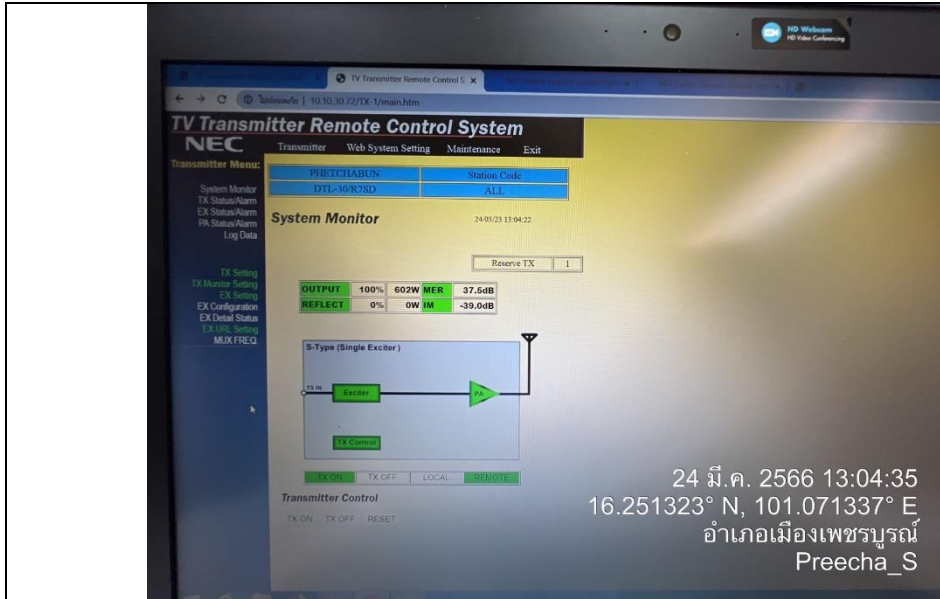 HD Webcam
HD Video Conferencing
TV Transmitter Remote Control S
10.10.30.72/TX-1/main.htm
TV Transmitter Remote Control System
NEC
Transmitter Web System Setting Maintenance Exit
Transmitter Menu:
System Monitor
TX Status/Alarm
EX Status/Alarm
PA Status/Alarm
Log Data
TX Setting
TX Monitor Setting
EX Setting
EX Configuration
EX Detail Status
EX URL Setting
MUX FREQ.
PHETCHABUN Station Code
DTL-30/R7SD ALL
System Monitor 24/03/23 13:04:22
Reserve TX 1
OUTPUT 100% 602W MER 37.5dB
REFLECT 0% 0W IM -39.0dB
S-Type (Single Exciter )
TS IN
Exciter
PA
TX Control
TX ON TX OFF LOCAL REMOTE
Transmitter Control
TX ON TX OFF RESET
24 มี.ค. 2566 13:04:35
16.251323° N, 101.071337° E
อำเภอเมืองเพชรบูรณ์
Preecha_S